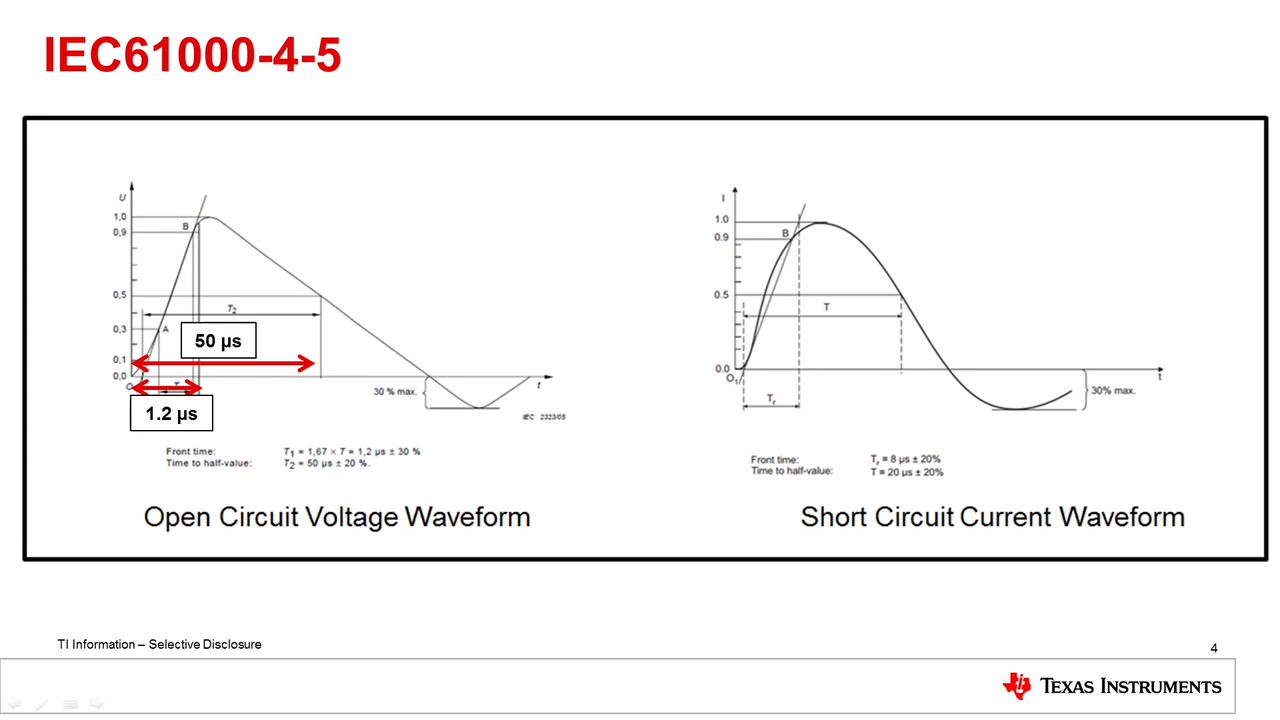 IEC61000-4-5
U
1,0
B
0,9
0,5
T2
0,3
A
50 µs
0,1
0,0
30 % max.
t
1.2 µs
IEC 2323/05
Front time: T1 = 1,67 × T = 1,2 µs ± 30 %
Time to half-value: T2 = 50 µs ± 20 %.
Open Circuit Voltage Waveform
I
1.0
B
0.9
0.5
T
0.0
O1
t
Tr
30% max.
Front time: Tr = 8 µs ± 20%
Time to half-value: T = 20 µs ± 20%
Short Circuit Current Waveform
TI Information – Selective Disclosure
4
TEXAS INSTRUMENTS